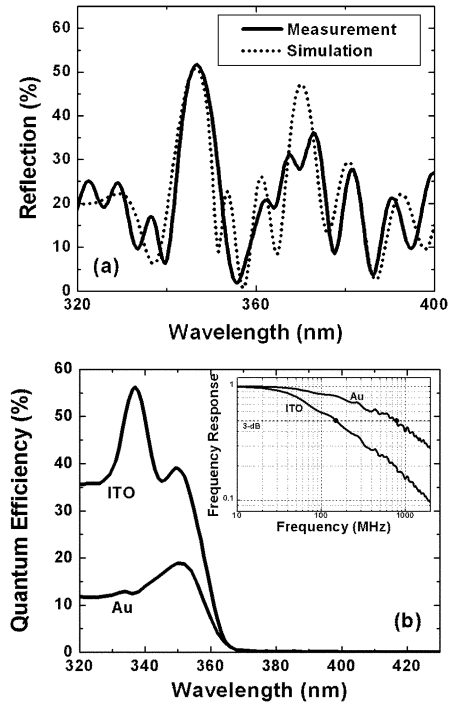 Measurement
Simulation
Reflection (%)
60
50
40
30
20
10
0
(a)
320
360
400
Wavelength (nm)
Quantum Efficiency (%)
60
50
40
30
20
10
0
ITO
Au
(b)
Frequency Response
1
3-dB
0.1
Au
ITO
10
100
1000
Frequency (MHz)
320
340
360
380
400
420
Wavelength (nm)